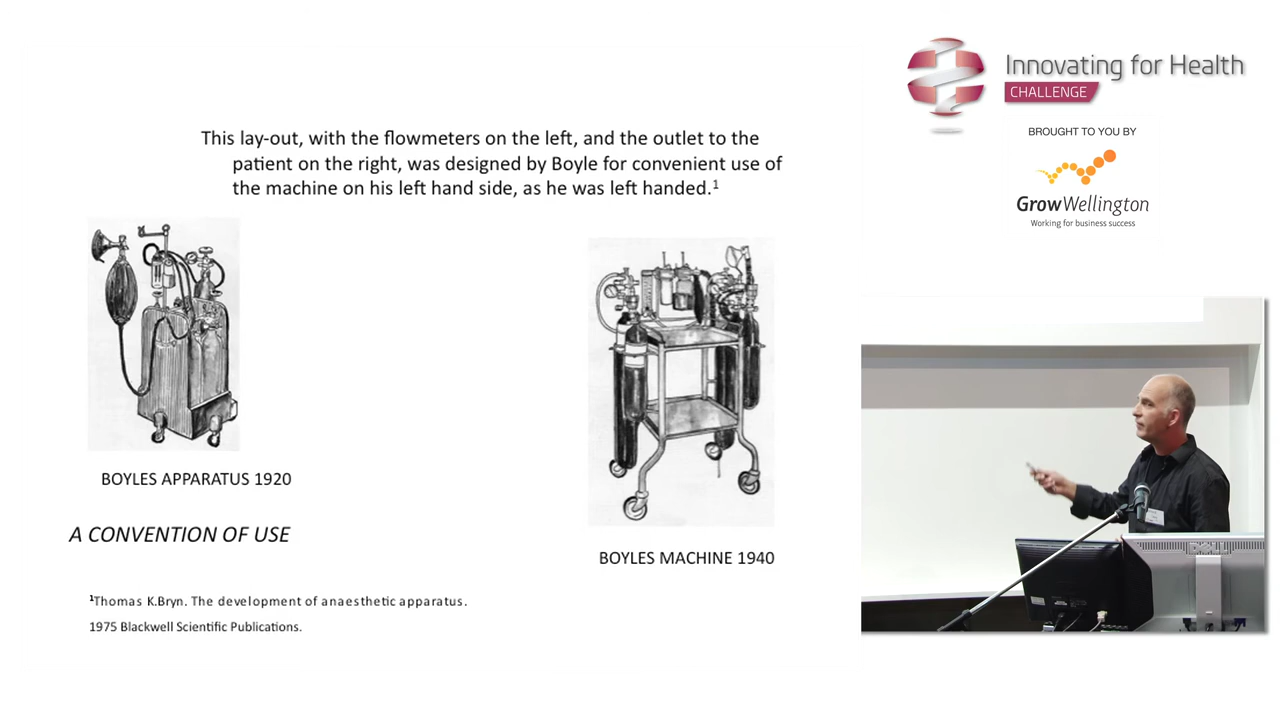 This lay-out, with the flowmeters on the left, and the outlet to the
patient on the right, was designed by Boyle for convenient use of
the machine on his left hand side, as he was left handed.1
BOYLES APPARATUS 1920
A CONVENTION OF USE
BOYLES MACHINE 1940
1Thomas K.Bryn. The development of anaesthetic apparatus.
1975 Blackwell Scientific Publications.
Innovating for Health
CHALLENGE
BROUGHT TO YOU BY
GrowWellington
Working for business success